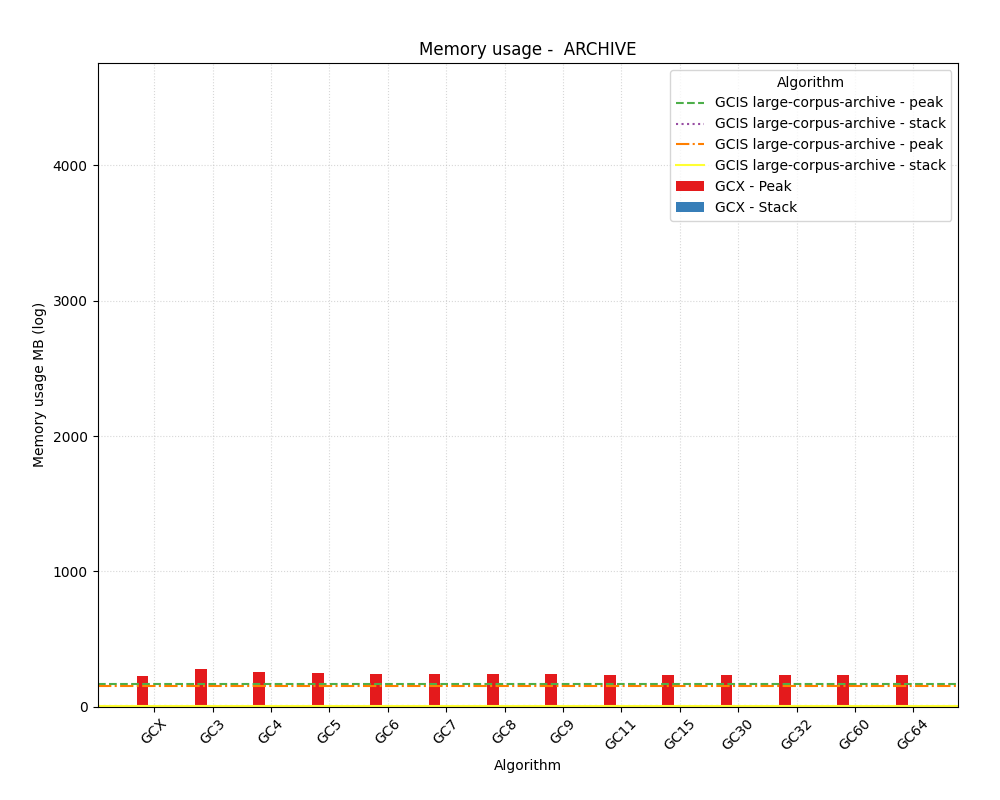 Memory usage -  ARCHIVE
Algorithm
GCIS large-corpus-archive - peak
GCIS large-corpus-archive - stack
GCIS large-corpus-archive - peak
GCIS large-corpus-archive - stack
GCX - Peak
GCX - Stack
Memory usage MB (log)
4000
3000
2000
1000
0
GCX
GC3
GC4
GC5
GC6
GC7
GC8
GC9
GC11
GC15
GC30
GC32
GC60
GC64
Algorithm